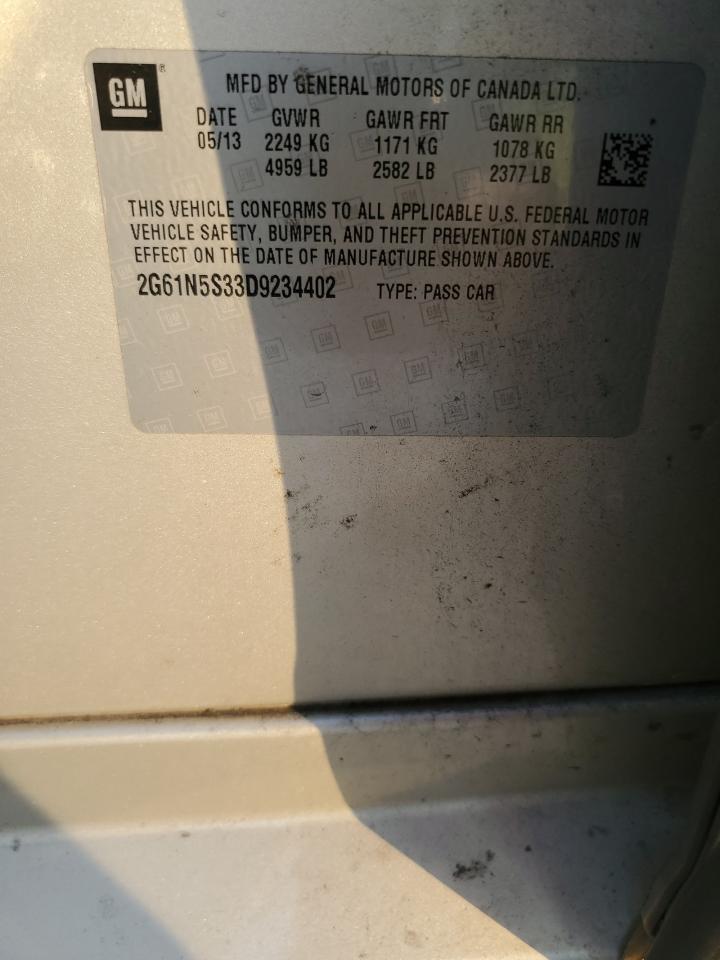 GM®
MFD BY GENERAL MOTORS OF CANADA LTD.
DATE GVWR GAWR FRT GAWR RR
05/13 2249 KG 1171 KG 1078 KG
4959 LB 2582 LB 2377 LB
THIS VEHICLE CONFORMS TO ALL APPLICABLE U.S. FEDERAL MOTOR
VEHICLE SAFETY, BUMPER, AND THEFT PREVENTION STANDARDS IN
EFFECT ON THE DATE OF MANUFACTURE SHOWN ABOVE.
2G61N5S33D9234402 TYPE: PASS CAR